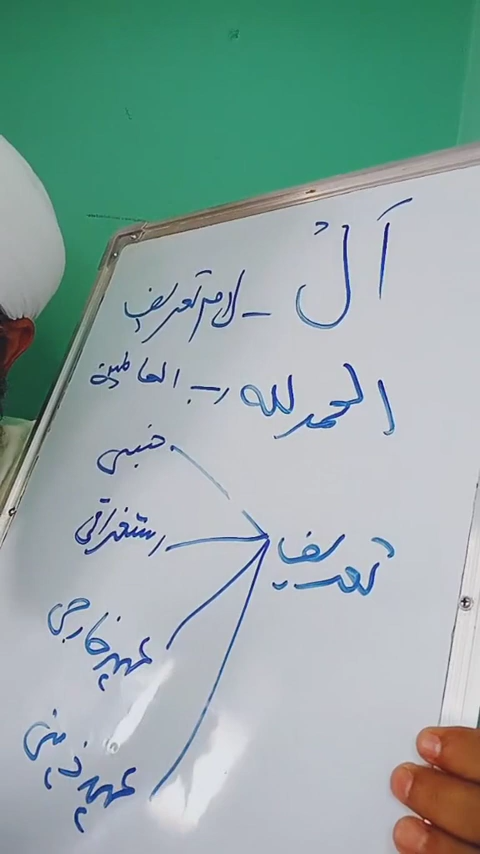 اَلْ - لام تعریف
الحمد لله رب العالمین
تعریف
جنسی
استغراقی
عہد خارجی
عہد ذہنی